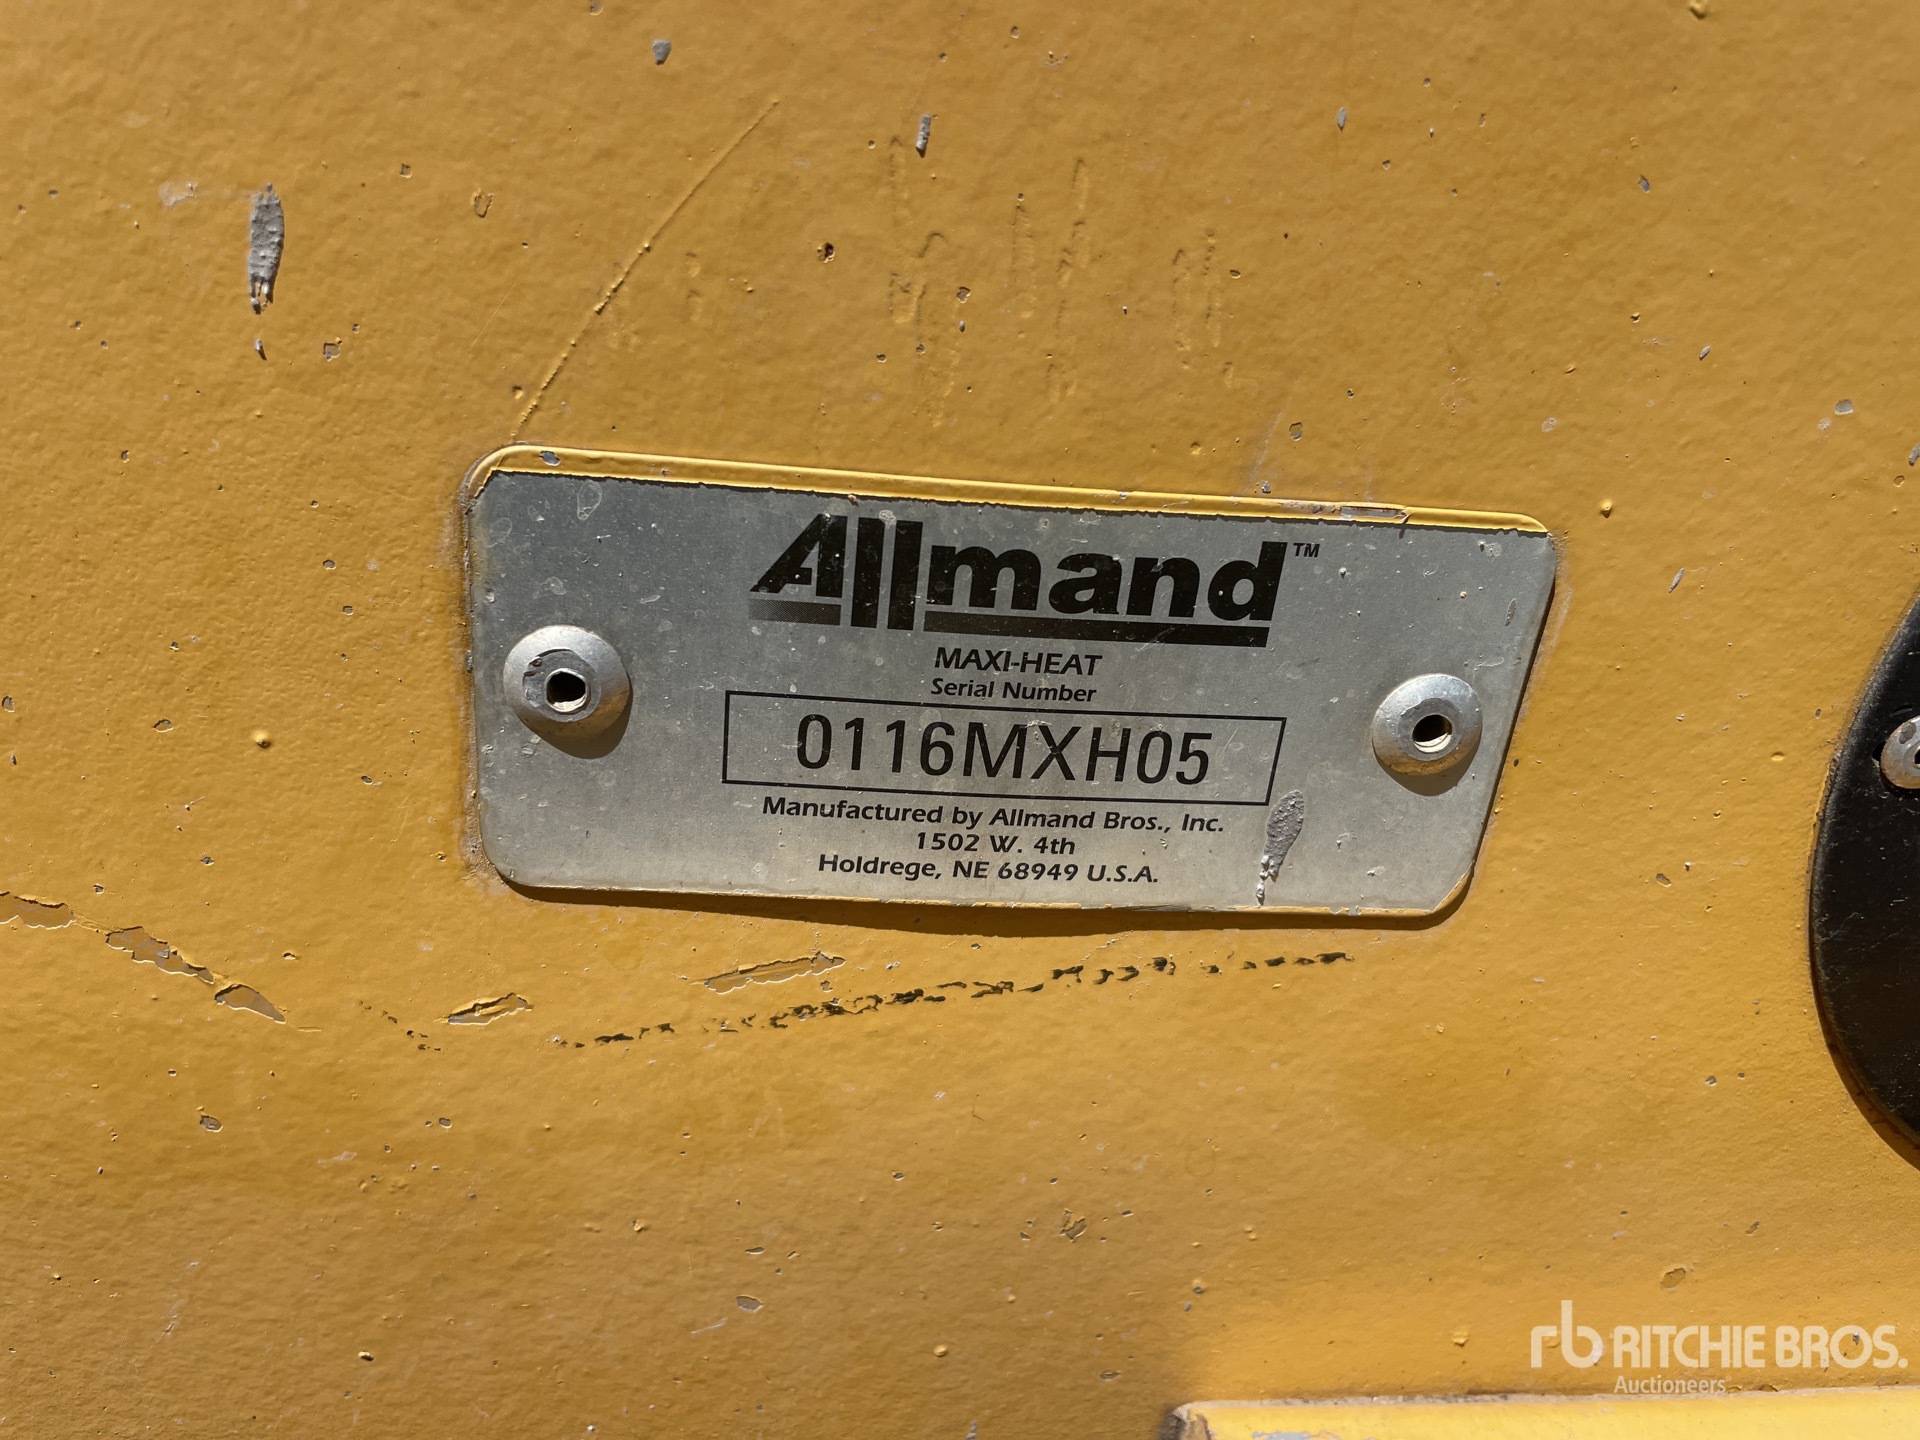 Allmand™
MAXI-HEAT
Serial Number
0116MXH05
Manufactured by Allmand Bros., Inc.
1502 W. 4th
Holdrege, NE 68949 U.S.A.
rb RITCHIE BROS.
Auctioneers